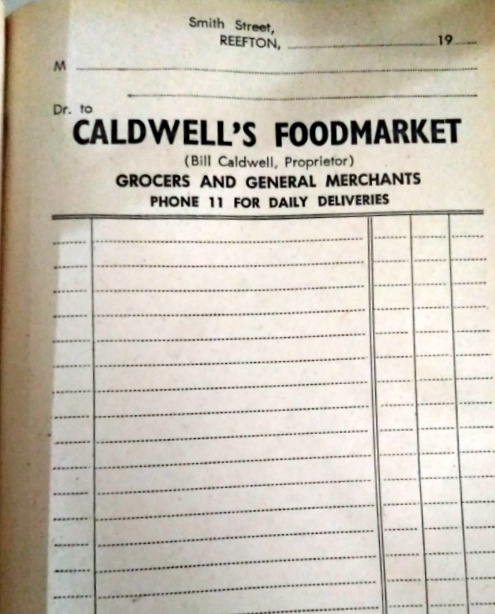 Smith Street,
REEFTON, 19
M
Dr. to
CALDWELL'S FOODMARKET
(Bill Caldwell, Proprietor)
GROCERS AND GENERAL MERCHANTS
PHONE 11 FOR DAILY DELIVERIES